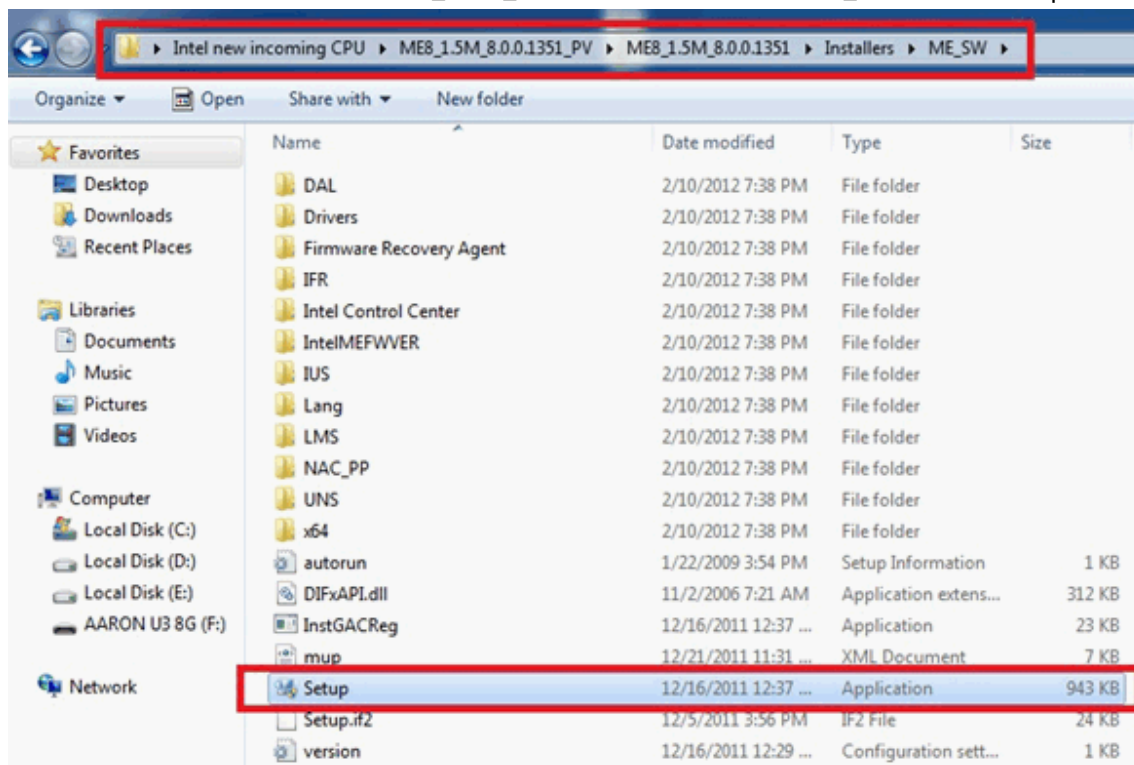 Intel new incoming CPU ME8_1.5M_8.0.0.1351_PV ME8_1.5M_8.0.0.1351 Installers ME_SW
Organize Open Share with New folder
Name Date modified Type Size
Favorites
Desktop
Downloads
Recent Places
Libraries
Documents
Music
Pictures
Videos
Computer
Local Disk (C:)
Local Disk (D:)
Local Disk (E:)
AARON U3 8G (F:)
Network
DAL 2/10/2012 7:38 PM File folder
Drivers 2/10/2012 7:38 PM File folder
Firmware Recovery Agent 2/10/2012 7:38 PM File folder
IFR 2/10/2012 7:38 PM File folder
Intel Control Center 2/10/2012 7:38 PM File folder
IntelMEFWVER 2/10/2012 7:38 PM File folder
IUS 2/10/2012 7:38 PM File folder
Lang 2/10/2012 7:38 PM File folder
LMS 2/10/2012 7:38 PM File folder
NAC_PP 2/10/2012 7:38 PM File folder
UNS 2/10/2012 7:38 PM File folder
x64 2/10/2012 7:38 PM File folder
autorun 1/22/2009 3:54 PM Setup Information 1 KB
DIFxAPI.dll 11/2/2006 7:21 AM Application extens... 312 KB
InstGACReg 12/16/2011 12:37 ... Application 23 KB
mup 12/21/2011 11:31 ... XML Document 7 KB
Setup 12/16/2011 12:37 ... Application 943 KB
Setup.if2 12/5/2011 3:56 PM IF2 File 24 KB
version 12/16/2011 12:29 ... Configuration sett... 1 KB